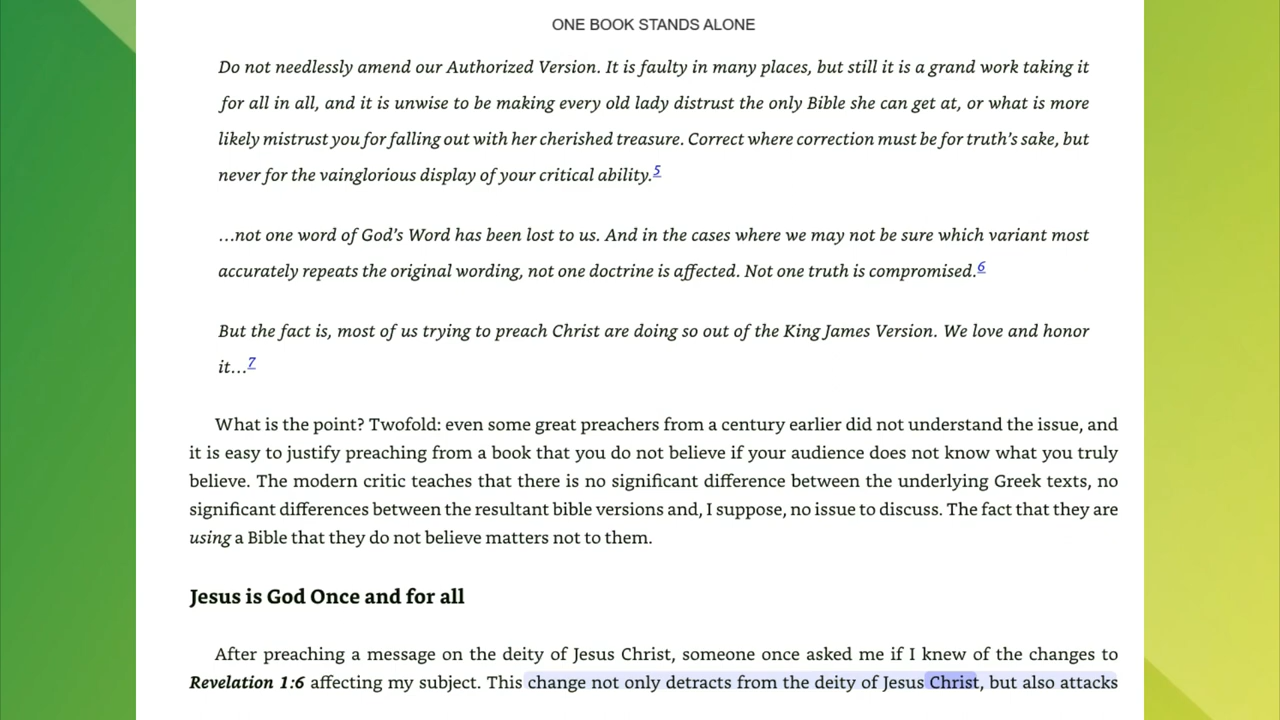 ONE BOOK STANDS ALONE
Do not needlessly amend our Authorized Version. It is faulty in many places, but still it is a grand work taking it
for all in all, and it is unwise to be making every old lady distrust the only Bible she can get at, or what is more
likely mistrust you for falling out with her cherished treasure. Correct where correction must be for truth’s sake, but
never for the vainglorious display of your critical ability.5
…not one word of God’s Word has been lost to us. And in the cases where we may not be sure which variant most
accurately repeats the original wording, not one doctrine is affected. Not one truth is compromised.6
But the fact is, most of us trying to preach Christ are doing so out of the King James Version. We love and honor
it…7
What is the point? Twofold: even some great preachers from a century earlier did not understand the issue, and
it is easy to justify preaching from a book that you do not believe if your audience does not know what you truly
believe. The modern critic teaches that there is no significant difference between the underlying Greek texts, no
significant differences between the resultant bible versions and, I suppose, no issue to discuss. The fact that they are
using a Bible that they do not believe matters not to them.
Jesus is God Once and for all
After preaching a message on the deity of Jesus Christ, someone once asked me if I knew of the changes to
Revelation 1:6 affecting my subject. This change not only detracts from the deity of Jesus Christ, but also attacks